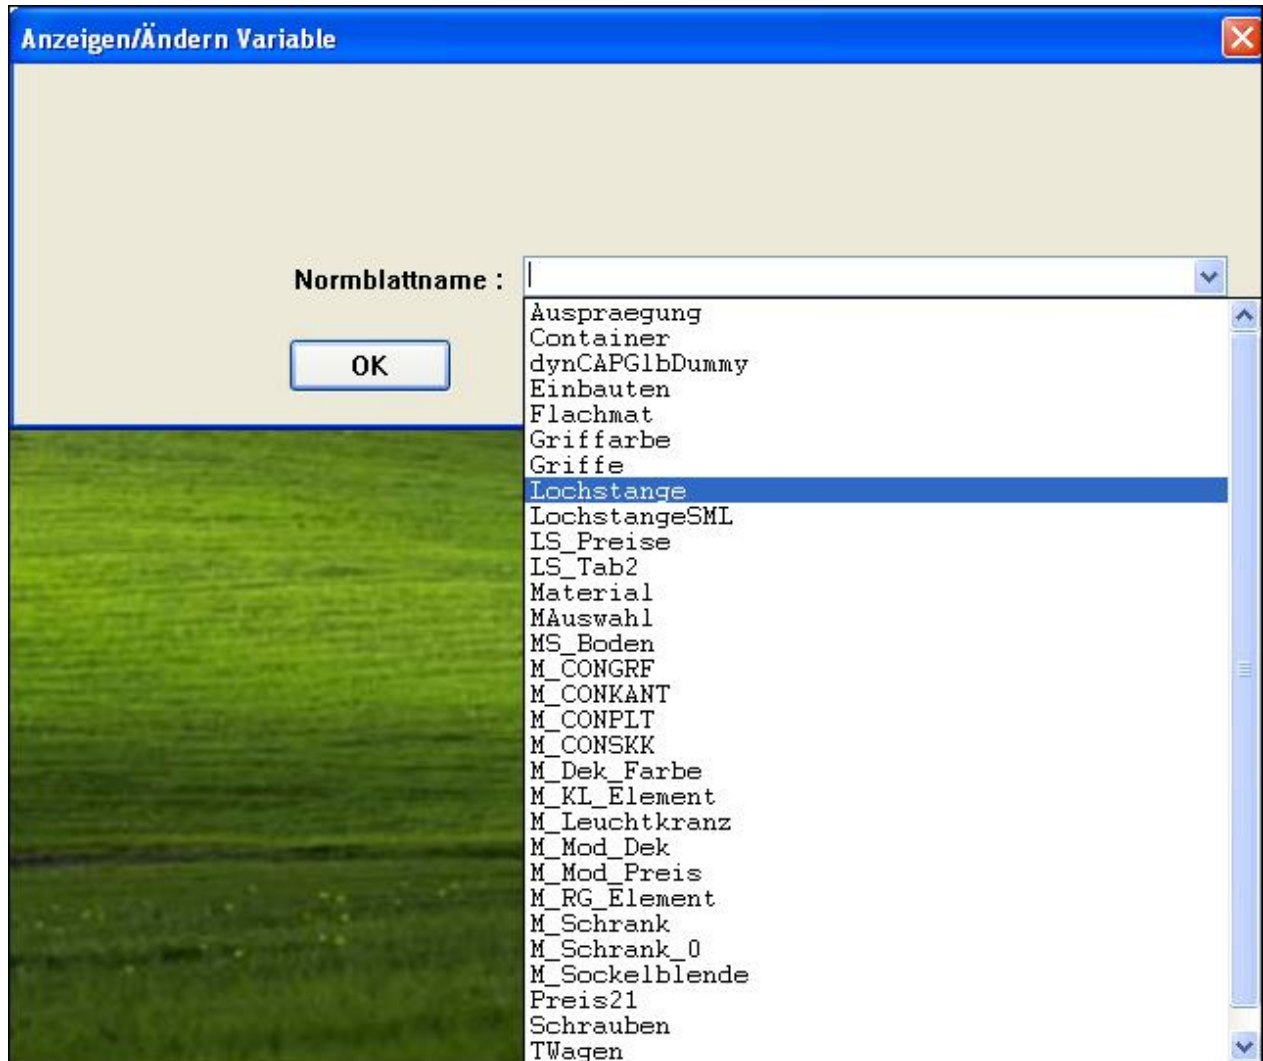 Anzeigen/Ändern Variable
Normblattname :
OK
Auspraegung
Container
dynCAPGlbDummy
Einbauten
Flachmat
Griffarbe
Griffe
Lochstange
LochstangeSML
LS_Preise
LS_Tab2
Material
MAuswahl
MS_Boden
M_CONGRF
M_CONKANT
M_CONPLT
M_CONSKK
M_Dek_Farbe
M_KL_Element
M_Leuchtkranz
M_Mod_Dek
M_Mod_Preis
M_RG_Element
M_Schrank
M_Schrank_0
M_Sockelblende
Preis21
Schrauben
TWagen